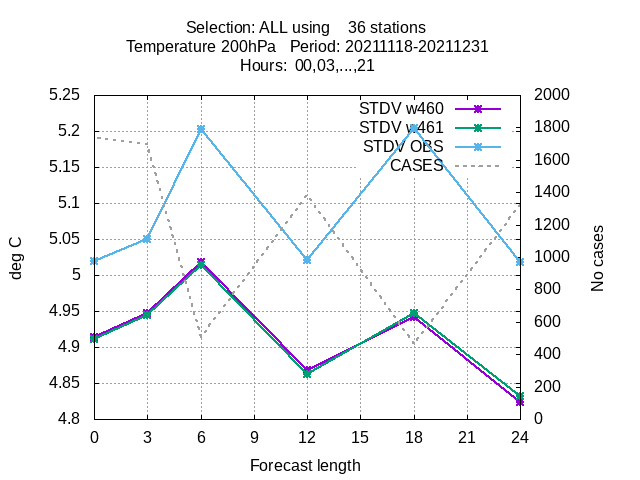 Selection: ALL using 36 stations
Temperature 200hPa Period: 20211118-20211231
Hours: 00,03,...,21
5.25
5.2
5.15
5.1
5.05
5
4.95
4.9
4.85
4.8
deg C
STDV w460
STDV w461
STDV OBS
CASES
2000
1800
1600
1400
1200
1000
800
600
400
200
0
No cases
0 3 6 9 12 15 18 21 24
Forecast length